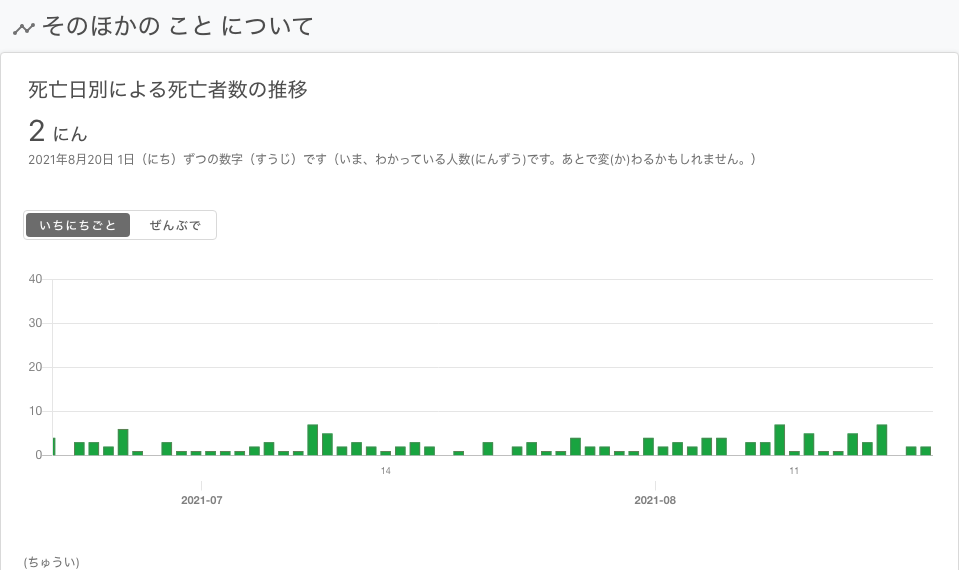 そのほかの こと について
死亡日別による死亡者数の推移
2 にん
2021年8月20日 1日（にち）ずつの数字（すうじ）です（いま、わかっている人数(にんずう)です。あとで変(か)わるかもしれません。）
いちにちごと ぜんぶで
40
30
20
10
0
14 11
2021-07 2021-08
(ちゅうい)